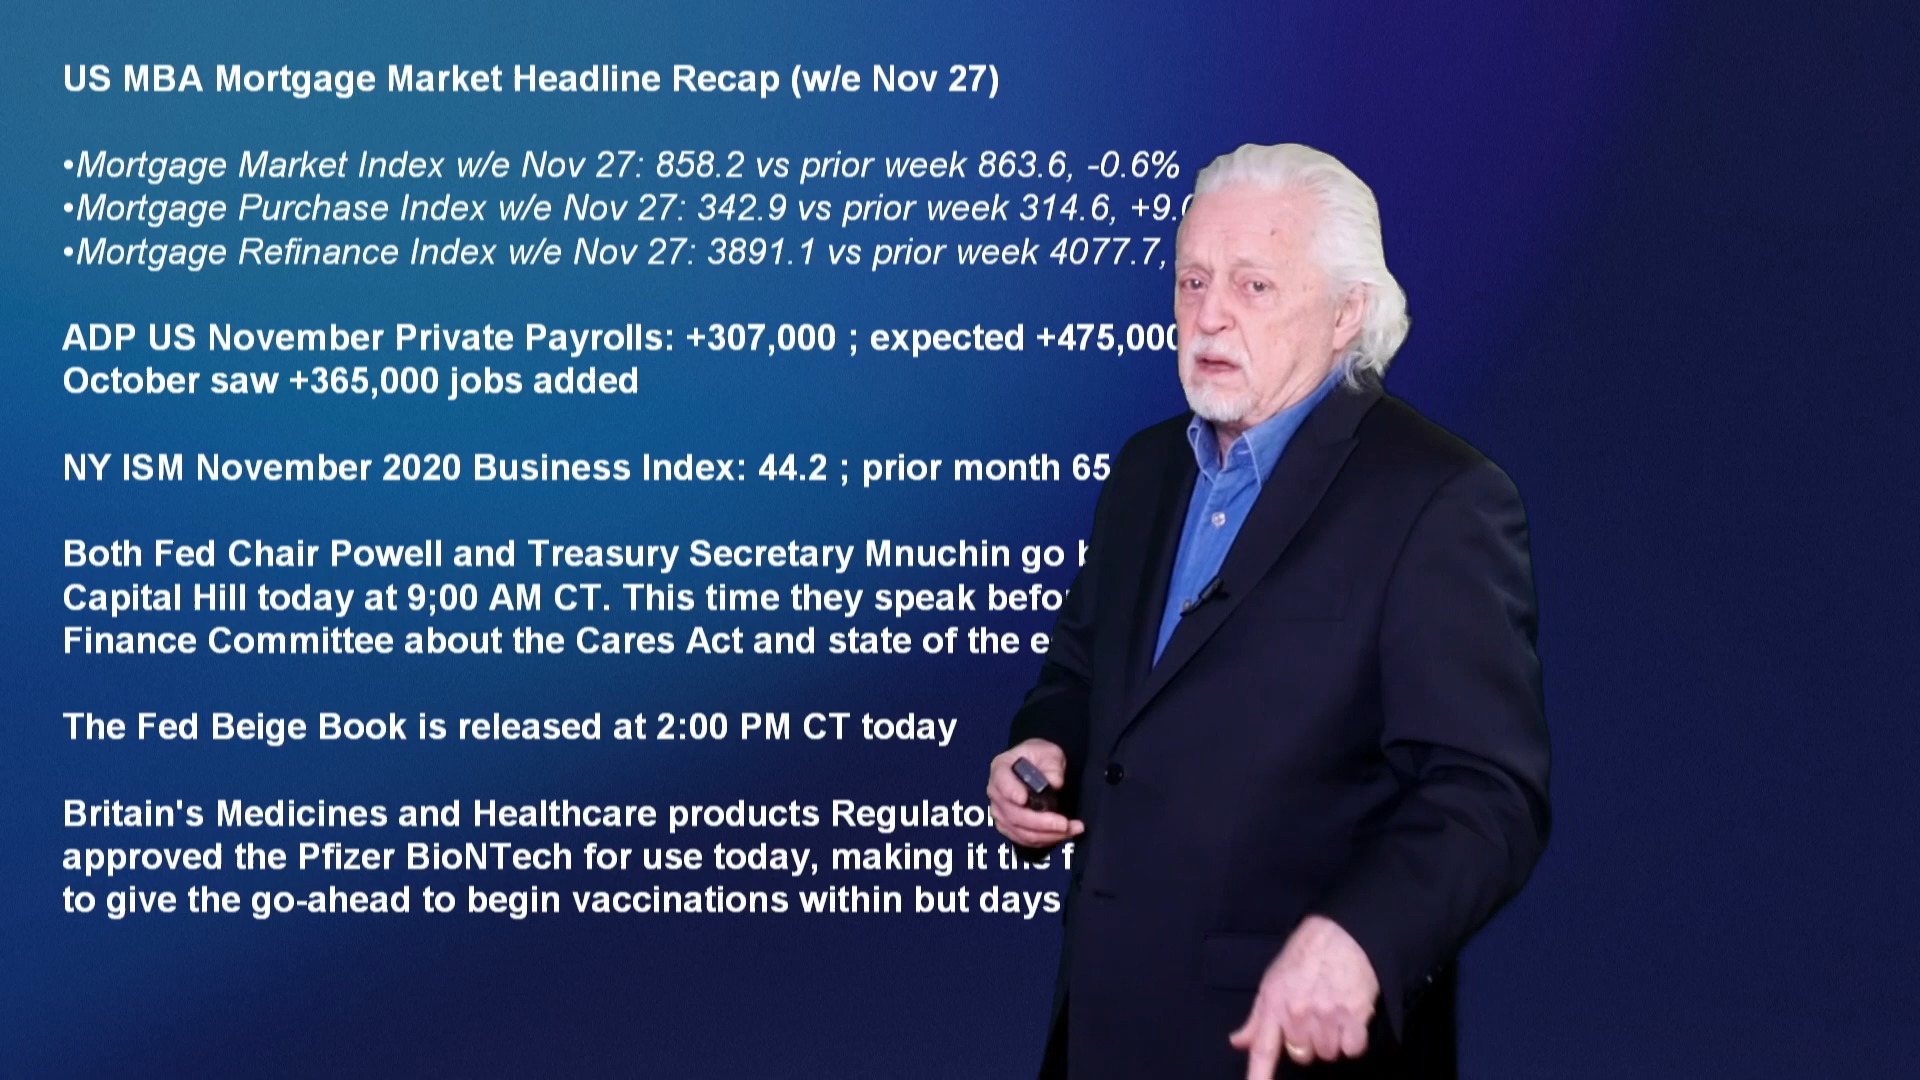 US MBA Mortgage Market Headline Recap (w/e Nov 27)
•Mortgage Market Index w/e Nov 27: 858.2 vs prior week 863.6, -0.6%
•Mortgage Purchase Index w/e Nov 27: 342.9 vs prior week 314.6, +9.
•Mortgage Refinance Index w/e Nov 27: 3891.1 vs prior week 4077.7,
ADP US November Private Payrolls: +307,000 ; expected +475,000
October saw +365,000 jobs added
NY ISM November 2020 Business Index: 44.2 ; prior month 65
Both Fed Chair Powell and Treasury Secretary Mnuchin go
Capital Hill today at 9;00 AM CT. This time they speak
Finance Committee about the Cares Act and state of the
The Fed Beige Book is released at 2:00 PM CT today
Britain's Medicines and Healthcare products
approved the Pfizer BioNTech for use today, making it the
to give the go-ahead to begin vaccinations within but days